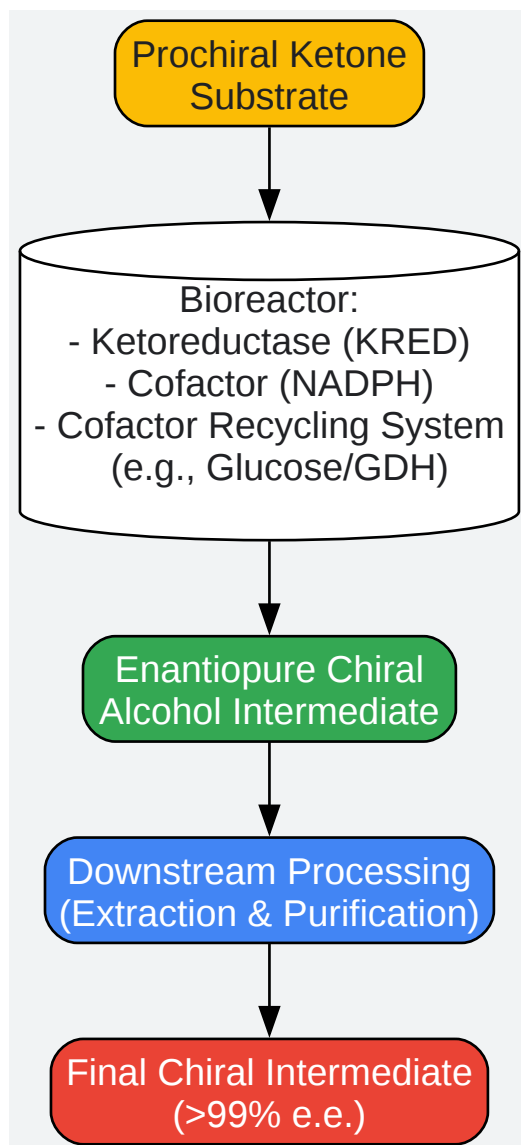 Prochiral Ketone
Substrate
Bioreactor:
- Ketoreductase (KRED)
- Cofactor (NADPH)
- Cofactor Recycling System
(e.g., Glucose/GDH)
Enantiopure Chiral
Alcohol Intermediate
Downstream Processing
(Extraction & Purification)
Final Chiral Intermediate
(>99% e.e.)